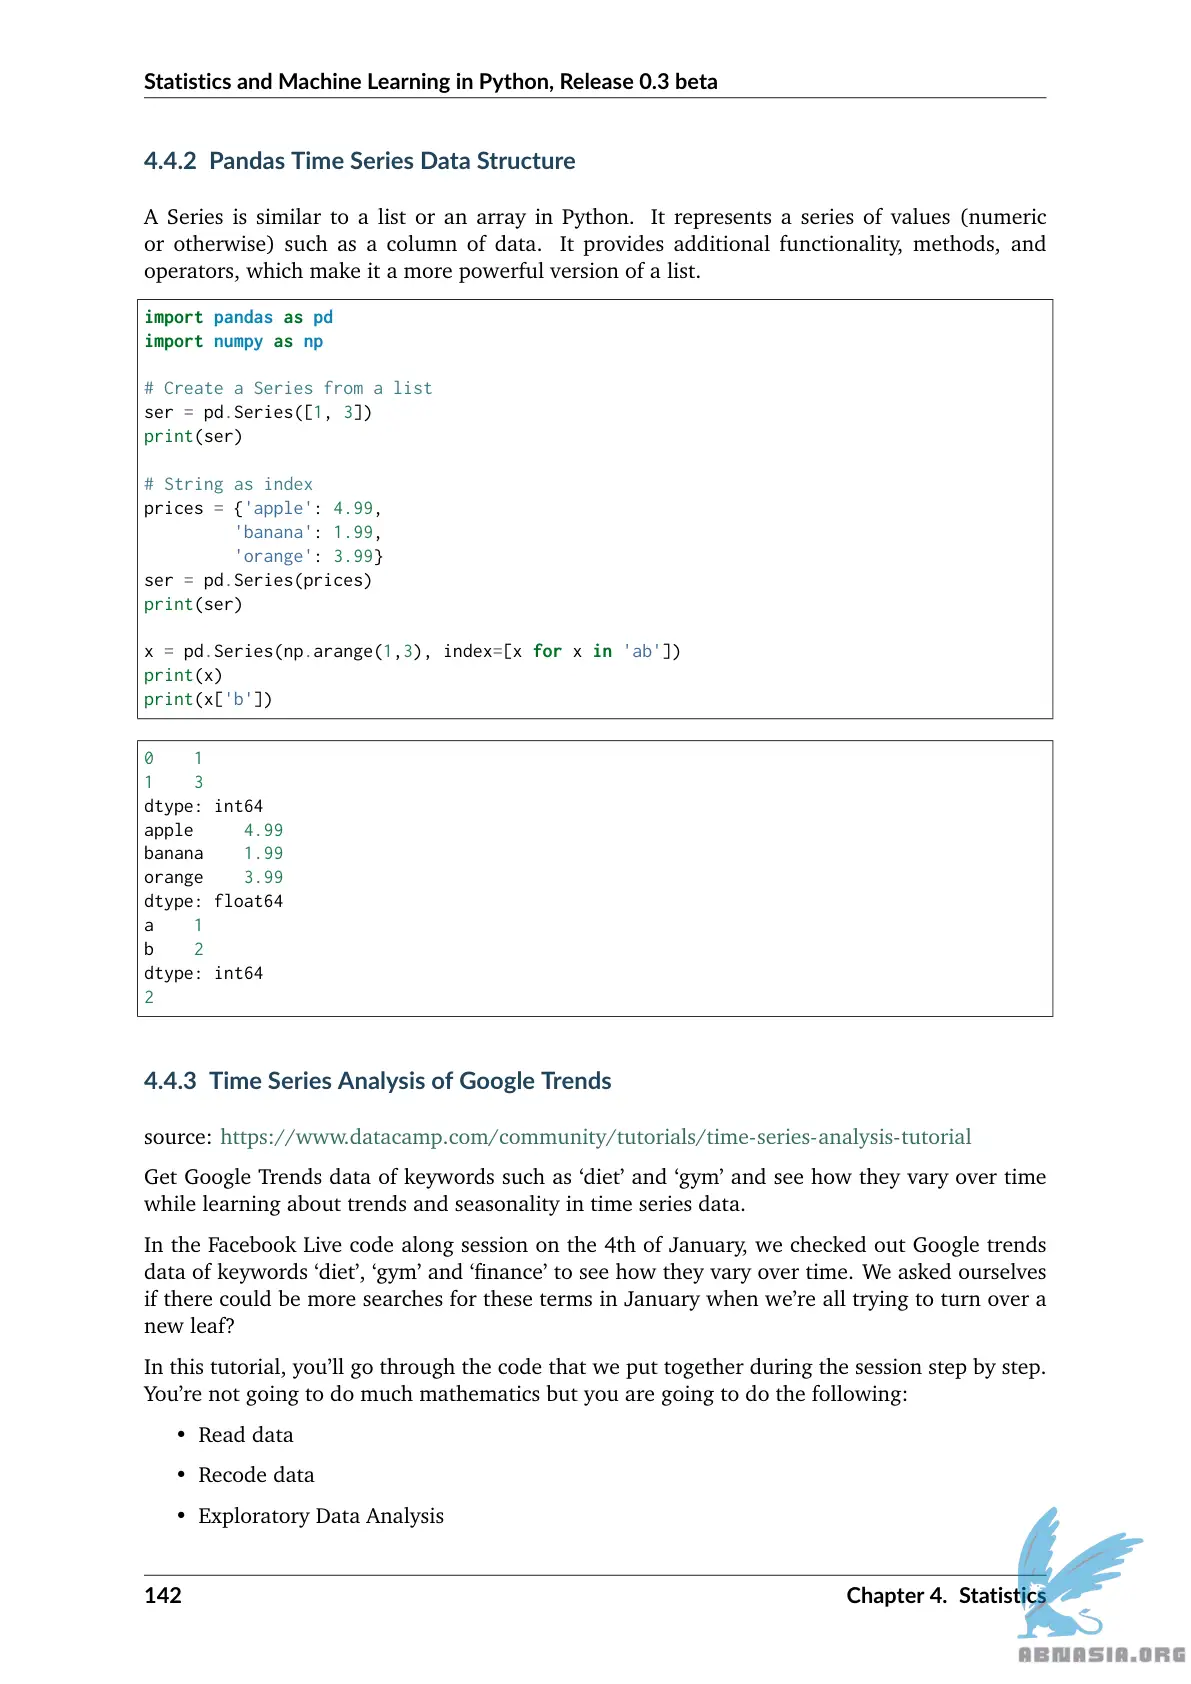 Statistics and Machine Learning in Python, Release 0.3 beta
4.4.2 Pandas Time Series Data Structure
A Series is similar to a list or an array in Python. It represents a series of values (numeric
or otherwise) such as a column of data. It provides additional functionality, methods, and
operators, which make it a more powerful version of a list.
import pandas as pd
import numpy as np
# Create a Series from a list
ser = pd.Series([1, 3])
print(ser)
# String as index
prices = {'apple': 4.99,
'banana': 1.99,
'orange': 3.99}
ser = pd.Series(prices)
print(ser)
x = pd.Series(np.arange(1,3), index=[x for x in 'ab'])
print(x)
print(x['b'])
0 1
1 3
dtype: int64
apple 4.99
banana 1.99
orange 3.99
dtype: float64
a 1
b 2
dtype: int64
2
4.4.3 Time Series Analysis of Google Trends
source: https://www.datacamp.com/community/tutorials/time-series-analysis-tutorial
Get Google Trends data of keywords such as ‘diet’ and ‘gym’ and see how they vary over time
while learning about trends and seasonality in time series data.
In the Facebook Live code along session on the 4th of January, we checked out Google trends
data of keywords ‘diet’, ‘gym’ and ‘finance’ to see how they vary over time. We asked ourselves
if there could be more searches for these terms in January when we’re all trying to turn over a
new leaf?
In this tutorial, you’ll go through the code that we put together during the session step by step.
You’re not going to do much mathematics but you are going to do the following:
• Read data
• Recode data
• Exploratory Data Analysis
142 Chapter 4. Statistics
ABNASIA.ORG